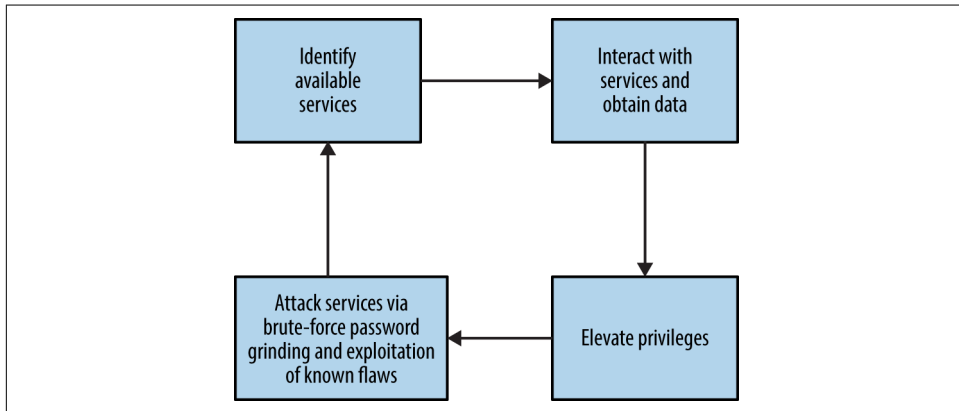 Identify
available
services
Interact with
services and
obtain data
Attack services via
brute-force password
grinding and exploitation
of known flaws
Elevate privileges